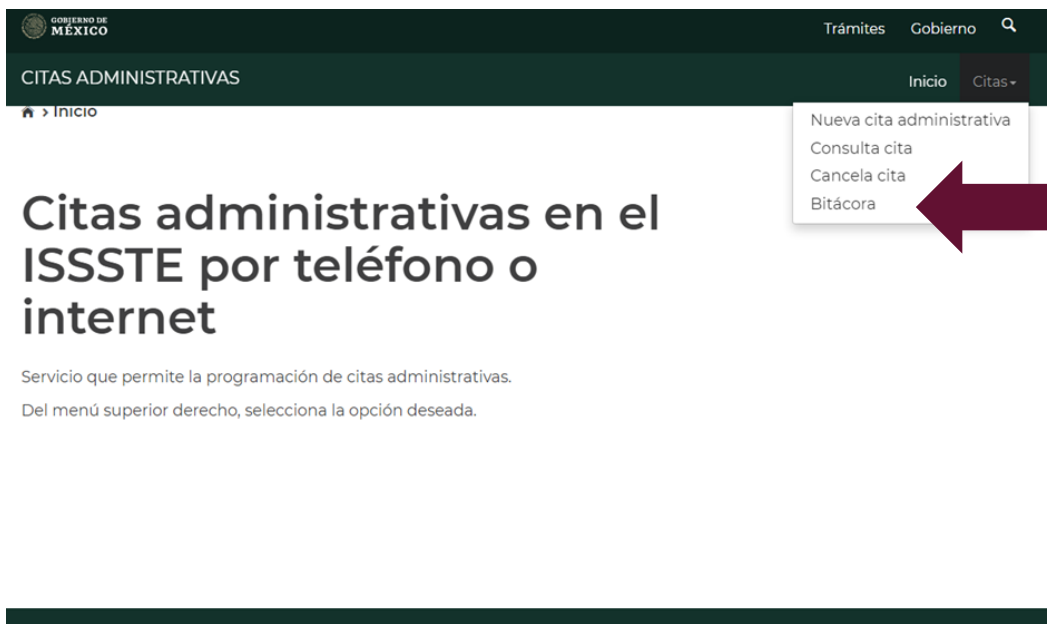 GOBIERNO DE
MÉXICO
Trámites Gobierno
CITAS ADMINISTRATIVAS
Inicio Citas
> Inicio
Nueva cita administrativa
Consulta cita
Cancela cita
Bitácora
Citas administrativas en el
ISSSTE por teléfono o
internet
Servicio que permite la programación de citas administrativas.
Del menú superior derecho, selecciona la opción deseada.